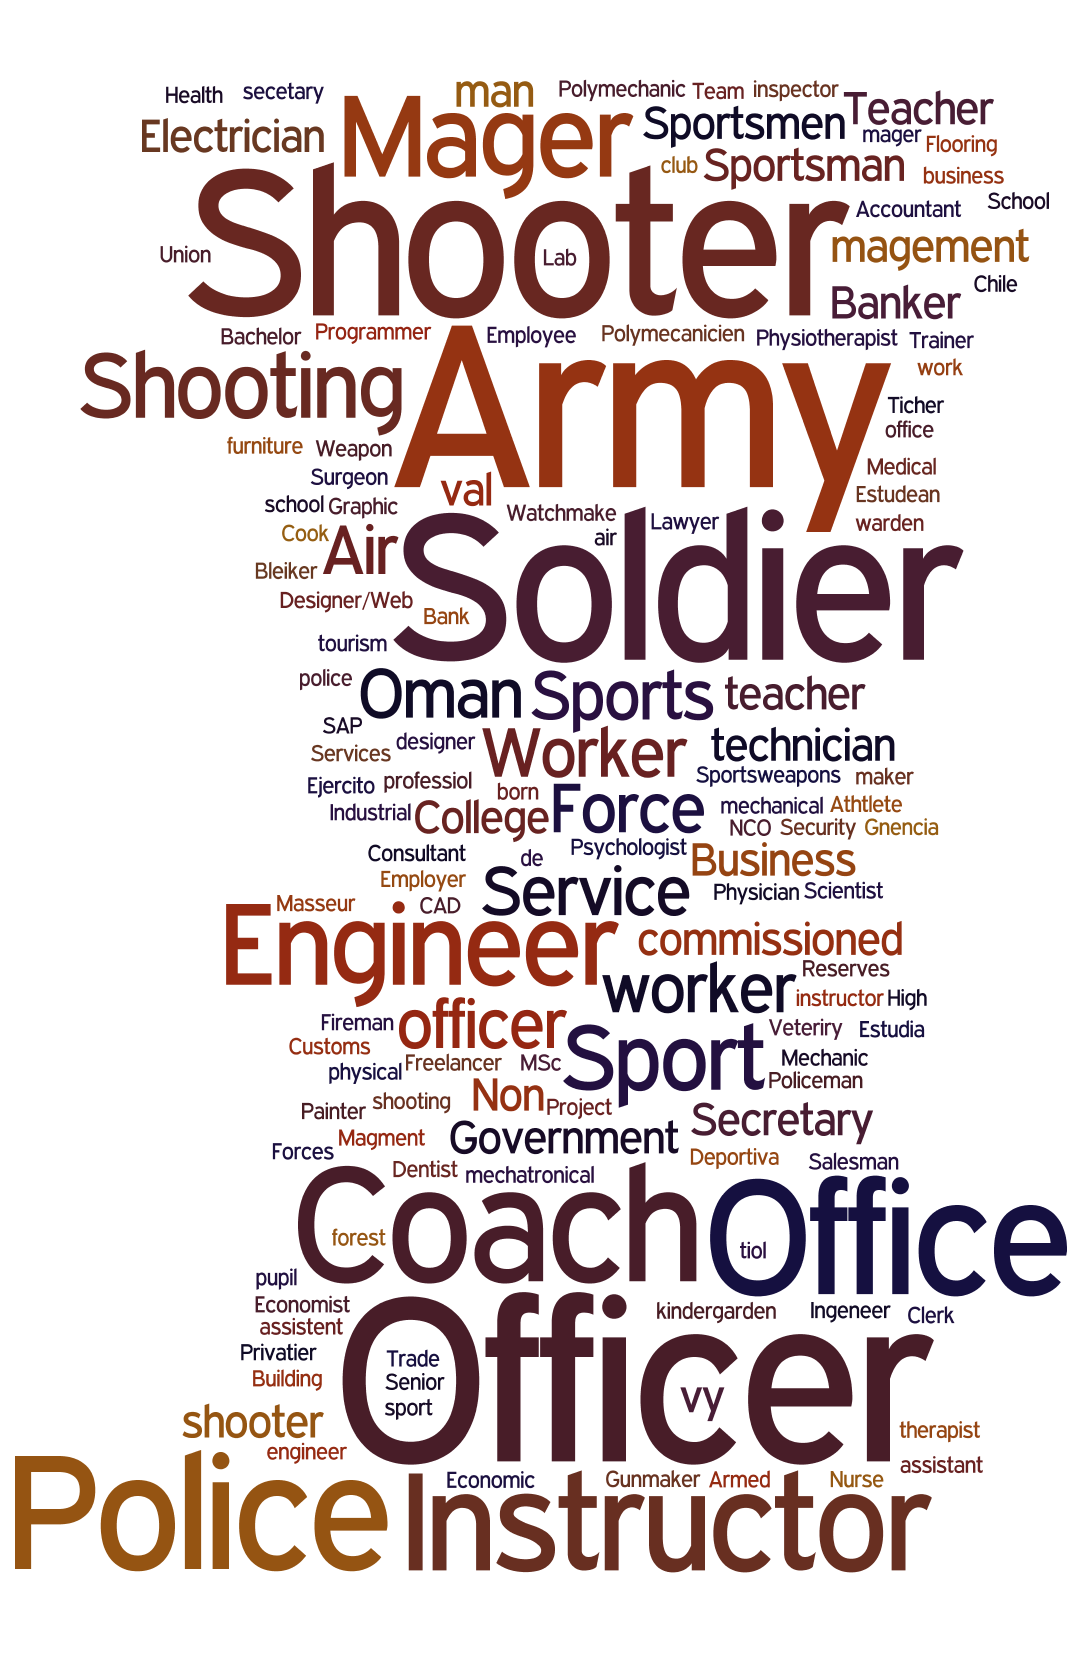 Health secetary man Polymechanic Team inspector Teacher
Electrician Mager Sportsmen mager Flooring
club Sportsman business
Shooter Accountant School
Union Lab magement
Banker Chile
Bachelor Programmer Employee Polymecanicien Physiotherapist Trainer
Shooting Army work
Ticher
furniture Weapon office
Surgeon val Medical
school Graphic Watchmake Estudean
Cook Air air Lawyer warden
Bleiker Soldier
Designer/Web Bank
tourism
police Oman Sports teacher
SAP designer Worker technician
Services
Ejercito professiol born Sportsweapons maker
Industrial College Force mechanical Athtlete
NCO Security Gnencia
Consultant de Psychologist Business
Employer Service Physician Scientist
Masseur CAD
Engineer commissioned
worker Reserves
instructor High
Fireman officer Sport Veteriry Estudia
Customs Freelancer MSc Mechanic
physical Policeman
Painter shooting Non Project Secretary
Magment Government
Forces Deportiva
Dentist mechatronical Salesman
Coach Office
forest tiol
pupil
Economist kindergarden Ingeneer Clerk
assistent Officer
Privatier Trade
Building Senior vy
shooter sport therapist
engineer assistant
Police Economic Gunmaker Armed Nurse
Instructor